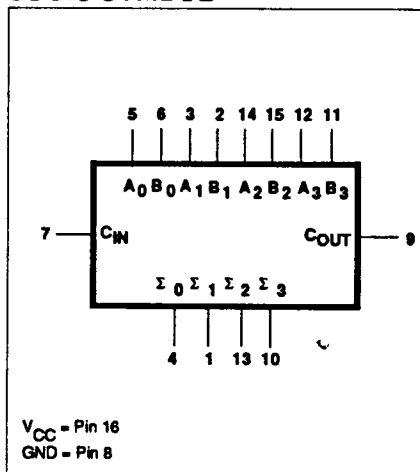 5 6 3 2 14 15 12 11
A0 B0 A1 B1 A2 B2 A3 B3
7 CIN COUT 9
Σ0 Σ1 Σ2 Σ3
4 1 13 10
VCC = Pin 16
GND = Pin 8